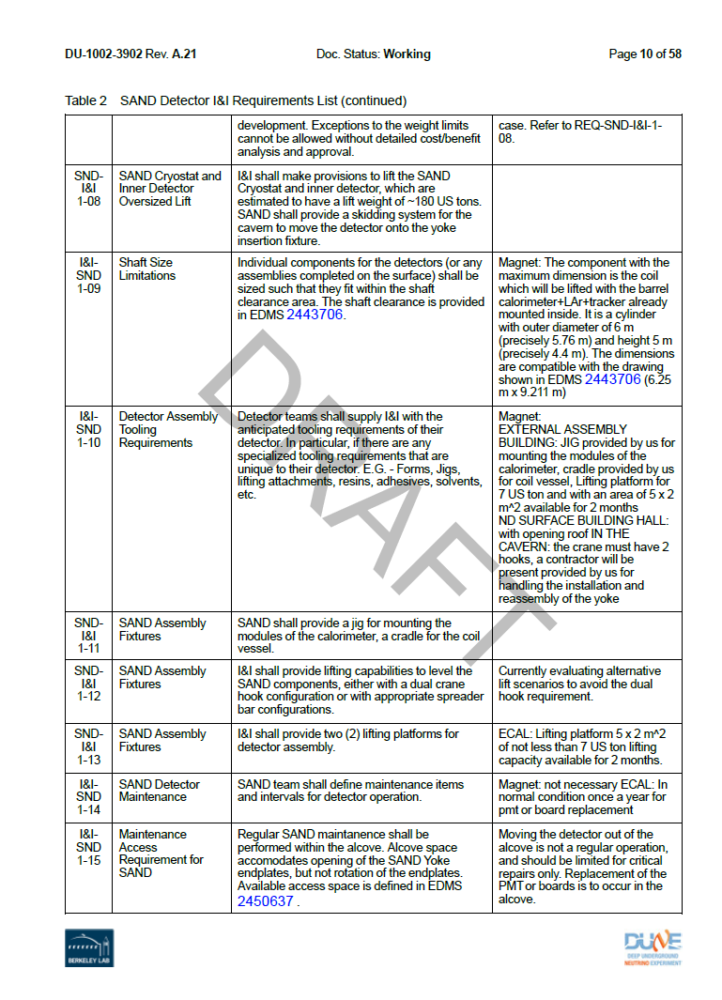 DU-1002-3902 Rev. A.21 Doc. Status: Working Page 10 of 58
Table 2 SAND Detector I&I Requirements List (continued)
development. Exceptions to the weight limits
cannot be allowed without detailed cost/benefit
analysis and approval.
case. Refer to REQ-SND-I&I-1-
08.
SND-
I&I
1-08
SAND Cryostat and
Inner Detector
Oversized Lift
I&I shall make provisions to lift the SAND
Cryostat and inner detector, which are
estimated to have a lift weight of ~180 US tons.
SAND shall provide a skidding system for the
cavern to move the detector onto the yoke
insertion fixture.
I&I-
SND
1-09
Shaft Size
Limitations
Individual components for the detectors (or any
assemblies completed on the surface) shall be
sized such that they fit within the shaft
clearance area. The shaft clearance is provided
in EDMS 2443706.
Magnet: The component with the
maximum dimension is the coil
which will be lifted with the barrel
calorimeter+LAr+tracker already
mounted inside. It is a cylinder
with outer diameter of 6 m
(precisely 5.76 m) and height 5 m
(precisely 4.4 m). The dimensions
are compatible with the drawing
shown in EDMS 2443706 (6.25
m x 9.211 m)
I&I-
SND
1-10
Detector Assembly
Tooling
Requirements
Detector teams shall supply I&I with the
anticipated tooling requirements of their
detector. In particular, if there are any
specialized tooling requirements that are
unique to their detector. E.G. - Forms, Jigs,
lifting attachments, resins, adhesives, solvents,
etc.
Magnet:
EXTERNAL ASSEMBLY
BUILDING: JIG provided by us for
mounting the modules of the
calorimeter, cradle provided by us
for coil vessel, Lifting platform for
7 US ton and with an area of 5 x 2
m^2 available for 2 months
ND SURFACE BUILDING HALL:
with opening roof IN THE
CAVERN: the crane must have 2
hooks, a contractor will be
present provided by us for
handling the installation and
reassembly of the yoke
SND-
I&I
1-11
SAND Assembly
Fixtures
SAND shall provide a jig for mounting the
modules of the calorimeter, a cradle for the coil
vessel.
SND-
I&I
1-12
SAND Assembly
Fixtures
I&I shall provide lifting capabilities to level the
SAND components, either with a dual crane
hook configuration or with appropriate spreader
bar configurations.
Currently evaluating alternative
lift scenarios to avoid the dual
hook requirement.
SND-
I&I
1-13
SAND Assembly
Fixtures
I&I shall provide two (2) lifting platforms for
detector assembly.
ECAL: Lifting platform 5 x 2 m^2
of not less than 7 US ton lifting
capacity available for 2 months.
I&I-
SND
1-14
SAND Detector
Maintenance
SAND team shall define maintenance items
and intervals for detector operation.
Magnet: not necessary ECAL: In
normal condition once a year for
pmt or board replacement
I&I-
SND
1-15
Maintenance
Access
Requirement for
SAND
Regular SAND maintanence shall be
performed within the alcove. Alcove space
accomodates opening of the SAND Yoke
endplates, but not rotation of the endplates.
Available access space is defined in EDMS
2450637 .
Moving the detector out of the
alcove is not a regular operation,
and should be limited for critical
repairs only. Replacement of the
PMT or boards is to occur in the
alcove.
DRAFT
BERKELEY LAB
DUNE
DEEP UNDERGROUND
NEUTRINO EXPERIMENT